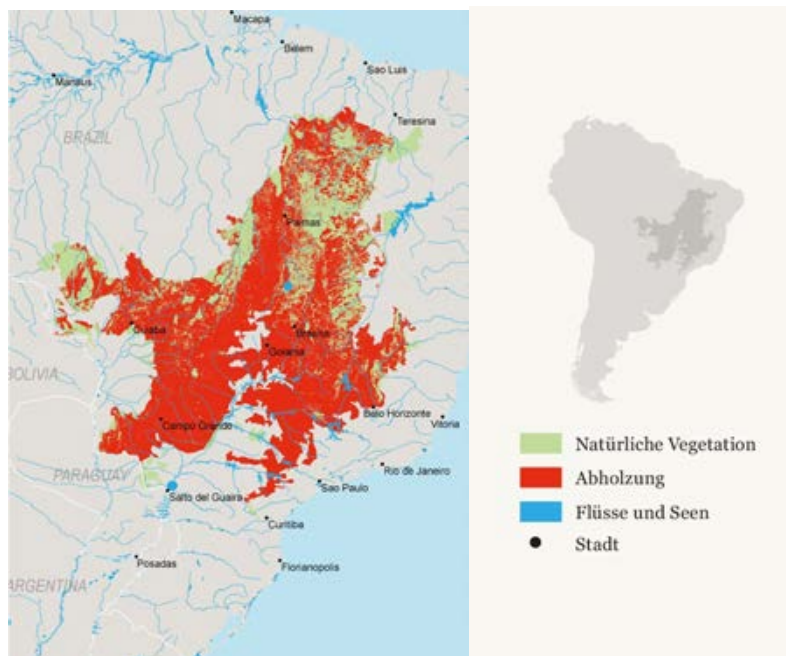 Macapa
Belem
Sao Luis
Manaus
Teresina
BRAZIL
Palmas
Cuiaba
Brasilia
Goiania
BOLIVIA
Campo Grande
Belo Horizonte
Vitoria
PARAGUAY
Rio de Janeiro
Salto del Guaira
Sao Paulo
Curitiba
Posadas
Florianopolis
ARGENTINA
Natürliche Vegetation
Abholzung
Flüsse und Seen
Stadt